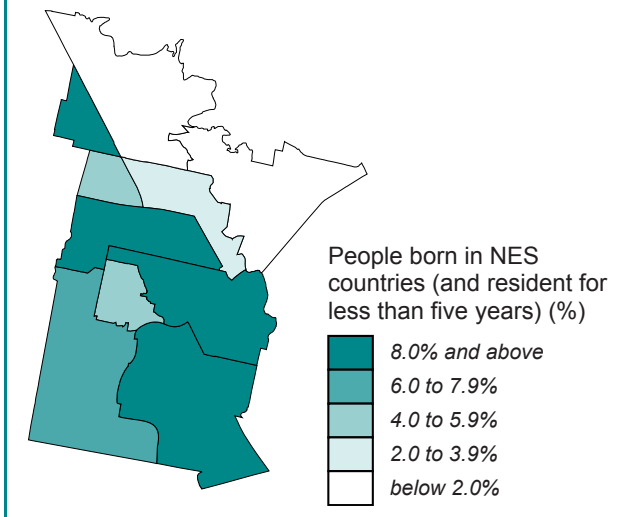 People born in NES
countries (and resident for
less than five years) (%)
8.0% and above
6.0 to 7.9%
4.0 to 5.9%
2.0 to 3.9%
below 2.0%